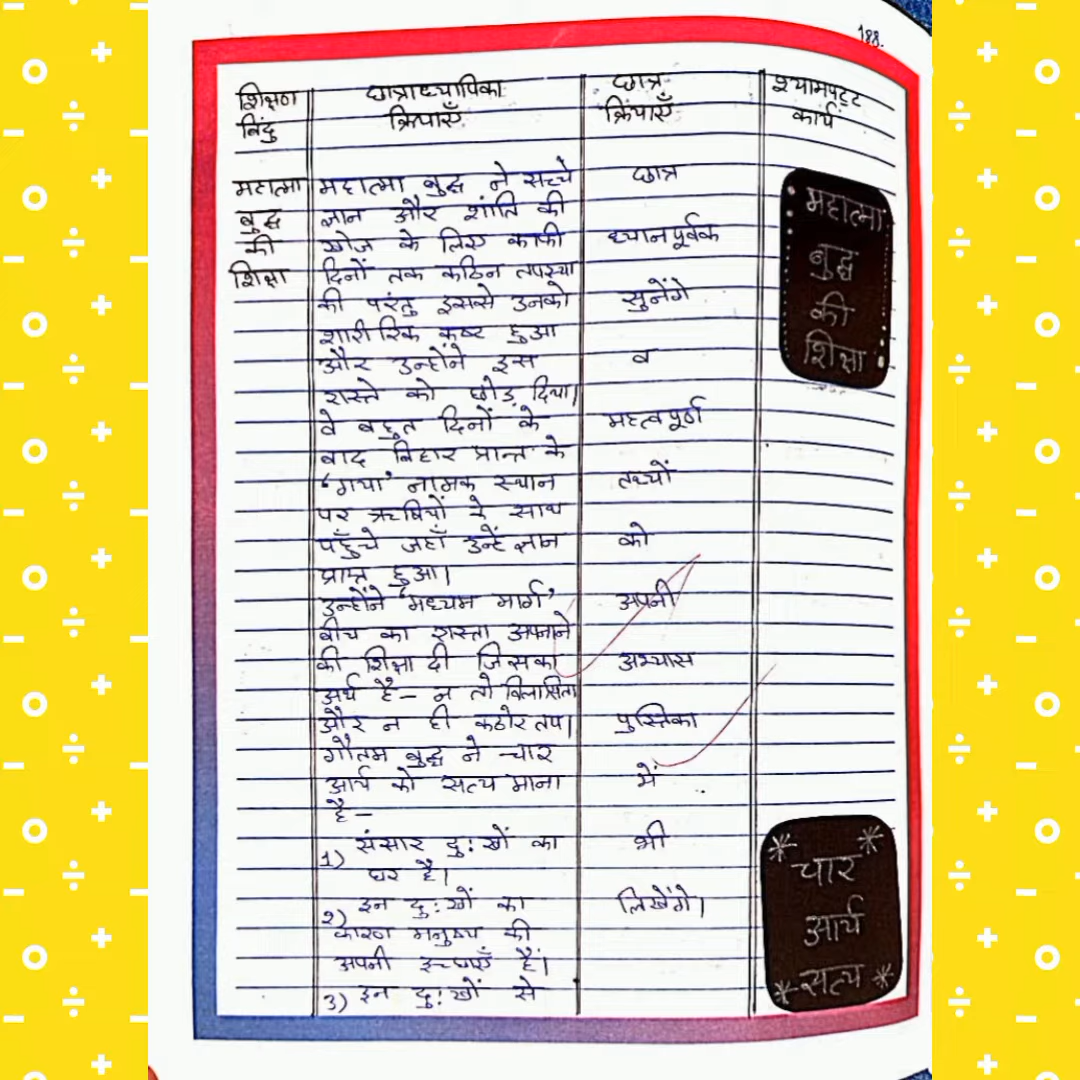 188.
शिक्षण बिंदु
छात्राध्यापिका क्रियाएँ
छात्र क्रियाएँ
श्यामपट्ट कार्य
महात्मा
बुद्ध
की
शिक्षा
महात्मा बुद्ध ने सच्चे
ज्ञान और शांति की
खोज के लिए काफी
दिनों तक कठिन तपस्या
की परंतु इससे उनको
शारीरिक कष्ट हुआ
और उन्होंने इस
रास्ते को छोड़ दिया।
वे बहुत दिनों के
बाद बिहार प्रान्त के
'गया' नामक स्थान
पर ऋषियों के साथ
पहुँचे जहाँ उन्हें ज्ञान
प्राप्त हुआ।
उन्होंने 'मध्यम मार्ग'
बीच का रास्ता अपनाने
की शिक्षा दी जिसका
अर्थ है- न तो विलासिता
और न ही कठोर तप।
गौतम बुद्ध ने चार
आर्य को सत्य माना
है-
1) संसार दुःखों का
घर है।
2) इन दुःखों का
कारण मनुष्य की
अपनी इच्छाएँ हैं।
3) इन दुःखों से
छात्र
ध्यानपूर्वक
सुनेंगे
व
महत्वपूर्ण
तथ्यों
को
अपनी
अभ्यास
पुस्तिका
में
भी
लिखेंगे।
महात्मा
बुद्ध
की
शिक्षा
चार
आर्य
सत्य